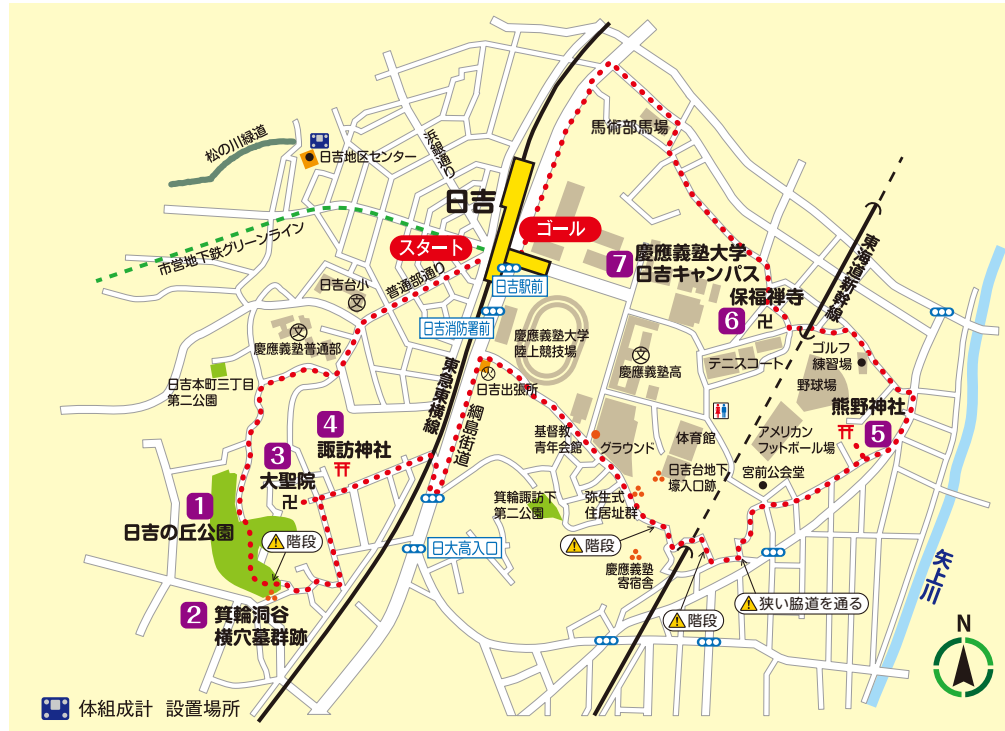 馬術部馬場
松の川緑道
日吉地区センター
浜銀通り
日吉
ゴール
スタート
市営地下鉄グリーンライン
普通部通り
7
慶應義塾大学
日吉キャンパス
東海道新幹線
日吉台小
文
日吉駅前
保福禅寺
6
卍
日吉消防署前
慶應義塾大学
陸上競技場
文
慶應義塾普通部
ゴルフ
練習場
テニスコート
文
慶應義塾高
野球場
日吉本町三丁目
第二公園
東急東横線
火
日吉出張所
綱島街道
熊野神社
5
4
諏訪神社
基督教
青年会館
グラウンド
体育館
アメリカン
フットボール場
3
大聖院
卍
日吉台地下
壕入口跡
宮前公会堂
1
日吉の丘公園
箕輪諏訪下
第二公園
弥生式
住居址群
階段
日大高入口
階段
慶應義塾
寄宿舎
矢上川
2
箕輪洞谷
横穴墓群跡
狭い脇道を通る
階段
N
体組成計 設置場所